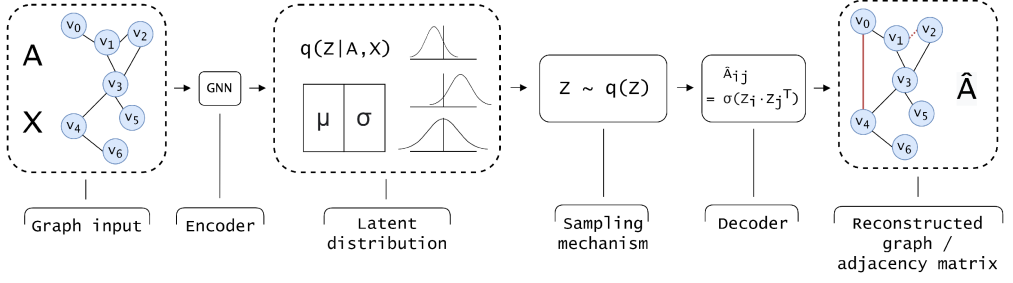 A
X
v0
v1
v2
v3
v4
v5
v6
GNN
q(Z|A,X)
μ
σ
Z ~ q(Z)
Âij
= σ(Zi·ZjT)
v0
v1
v2
v3
v4
v5
v6
Â
Graph input
Encoder
Latent
distribution
Sampling
mechanism
Decoder
Reconstructed
graph /
adjacency matrix